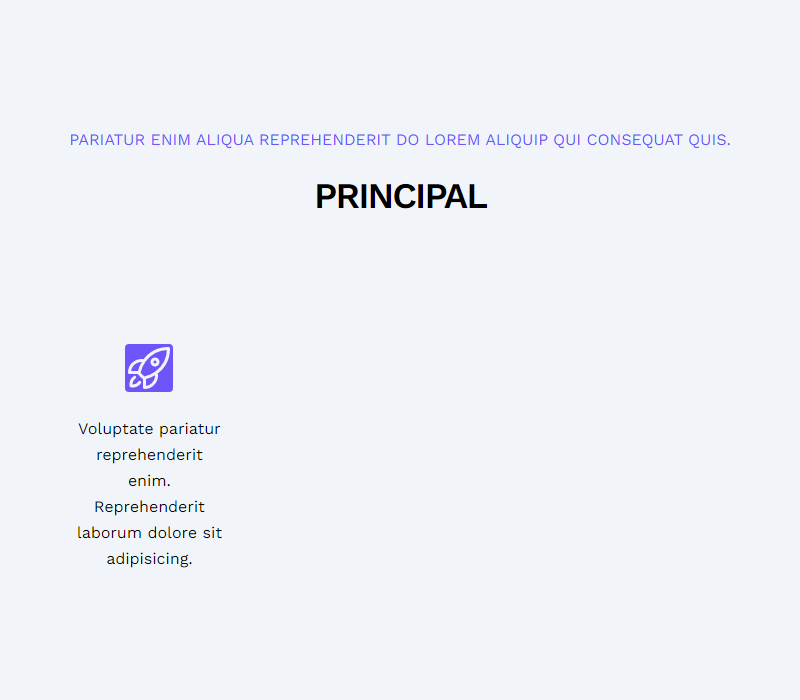 PARIATUR ENIM ALIQUA REPREHENDERIT DO LOREM ALIQUIP QUI CONSEQUAT QUIS.
PRINCIPAL
Voluptate pariatur
reprehenderit
enim.
Reprehenderit
laborum dolore sit
adipisicing.